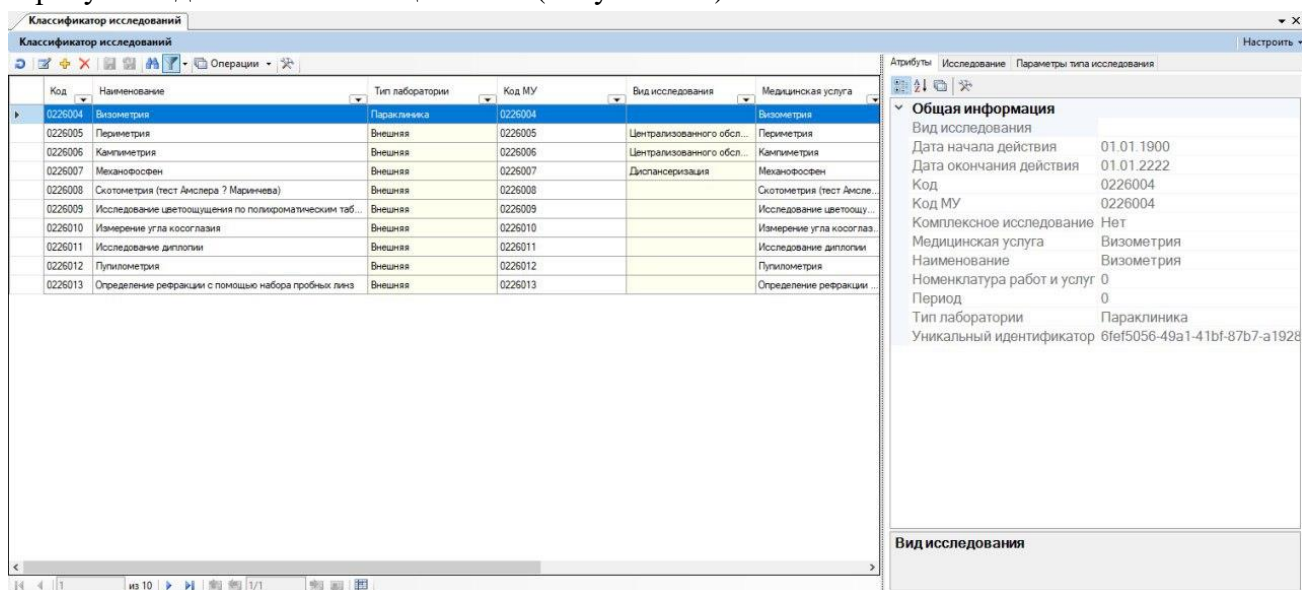 Классификатор исследований
Классификатор исследований
Настроить
Операции
Код Наименование Тип лаборатории Код МУ Вид исследования Медицинская услуга
0226004 Визометрия Параклиника 0226004 Визометрия
0226005 Периметрия Внешняя 0226005 Централизованного обсл... Периметрия
0226006 Кампиметрия Внешняя 0226006 Централизованного обсл... Кампиметрия
0226007 Механофосфен Внешняя 0226007 Диспансеризация Механофосфен
0226008 Скотометрия (тест Амслера ? Маринчева) Внешняя 0226008 Скотометрия (тест Амсле...
0226009 Исследование цветоощущения по полихроматическим таб... Внешняя 0226009 Исследование цветоощу...
0226010 Измерение угла косоглазия Внешняя 0226010 Измерение угла косоглаз...
0226011 Исследование диплопии Внешняя 0226011 Исследование диплопии
0226012 Пупилометрия Внешняя 0226012 Пупилометрия
0226013 Определение рефракции с помощью набора пробных линз Внешняя 0226013 Определение рефракции ...
1 из 10 1/1
Атрибуты Исследование Параметры типа исследования
Общая информация
Вид исследования
Дата начала действия 01.01.1900
Дата окончания действия 01.01.2222
Код 0226004
Код МУ 0226004
Комплексное исследование Нет
Медицинская услуга Визометрия
Наименование Визометрия
Номенклатура работ и услуг 0
Период 0
Тип лаборатории Параклиника
Уникальный идентификатор 6fef5056-49a1-41bf-87b7-a1928
Вид исследования